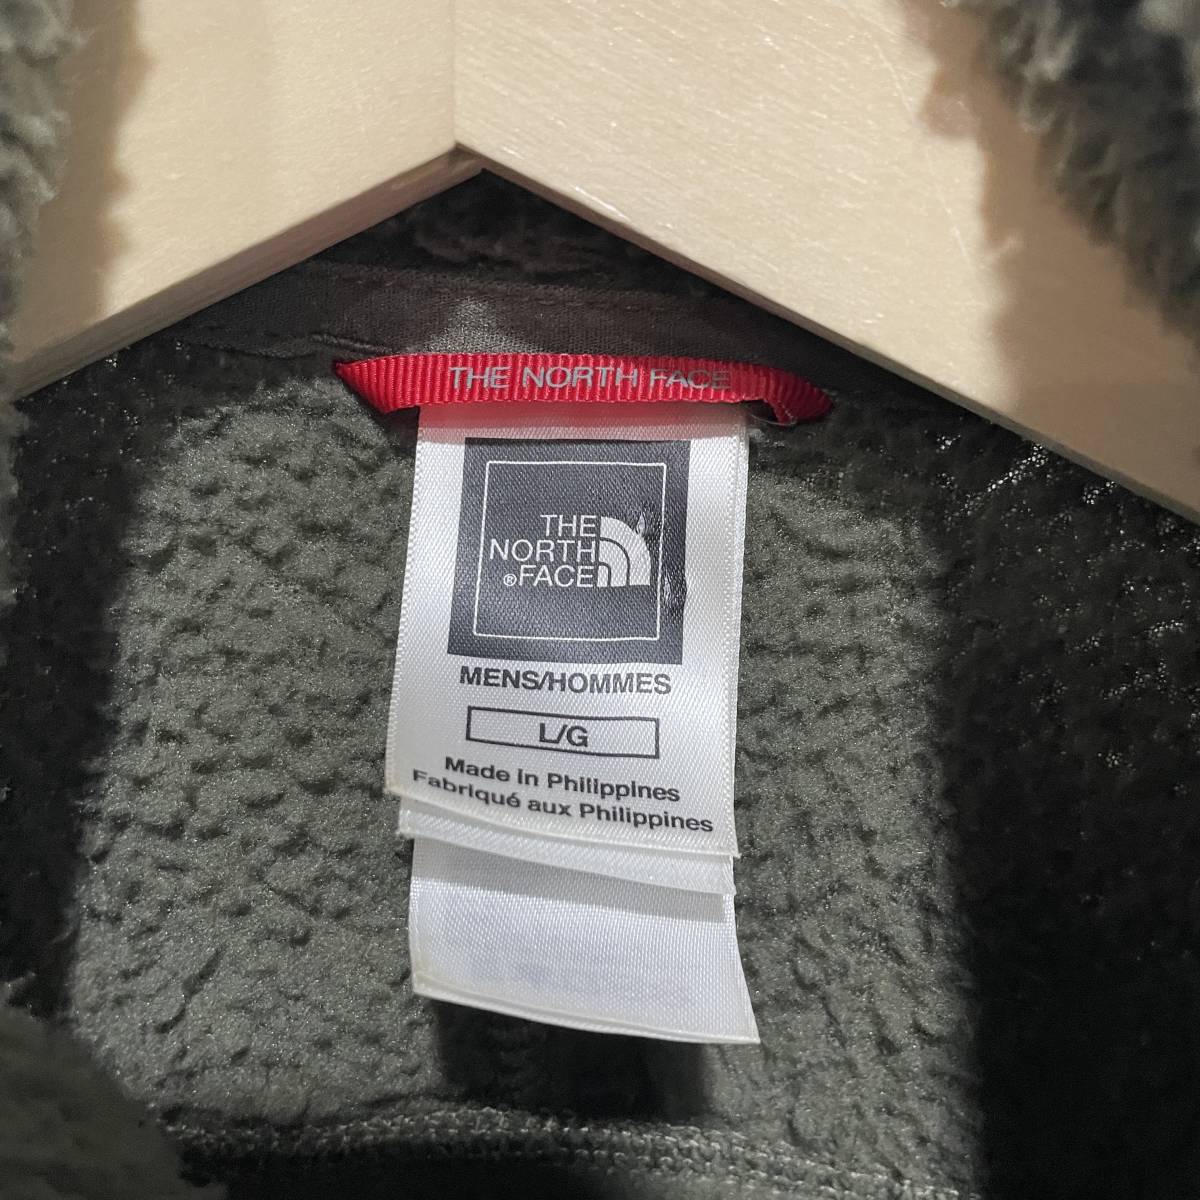 THE NORTH FACE
THE
NORTH
®FACE
MENS/HOMMES
L/G
Made in Philippines
Fabriqué aux Philippines